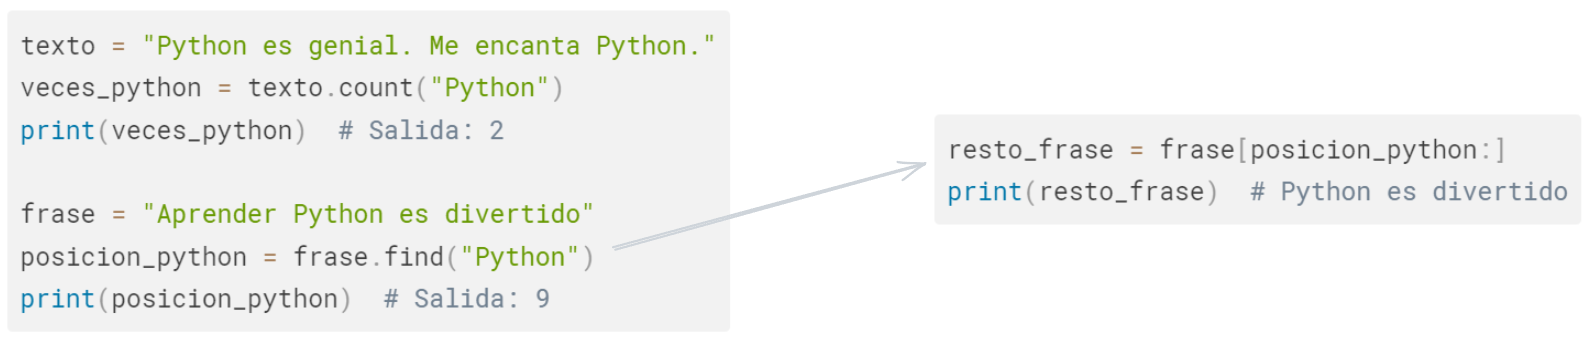 texto = "Python es genial. Me encanta Python."
veces_python = texto.count("Python")
print(veces_python)  # Salida: 2
frase = "Aprender Python es divertido"
posicion_python = frase.find("Python")
print(posicion_python)  # Salida: 9
resto_frase = frase[posicion_python:]
print(resto_frase)  # Python es divertido